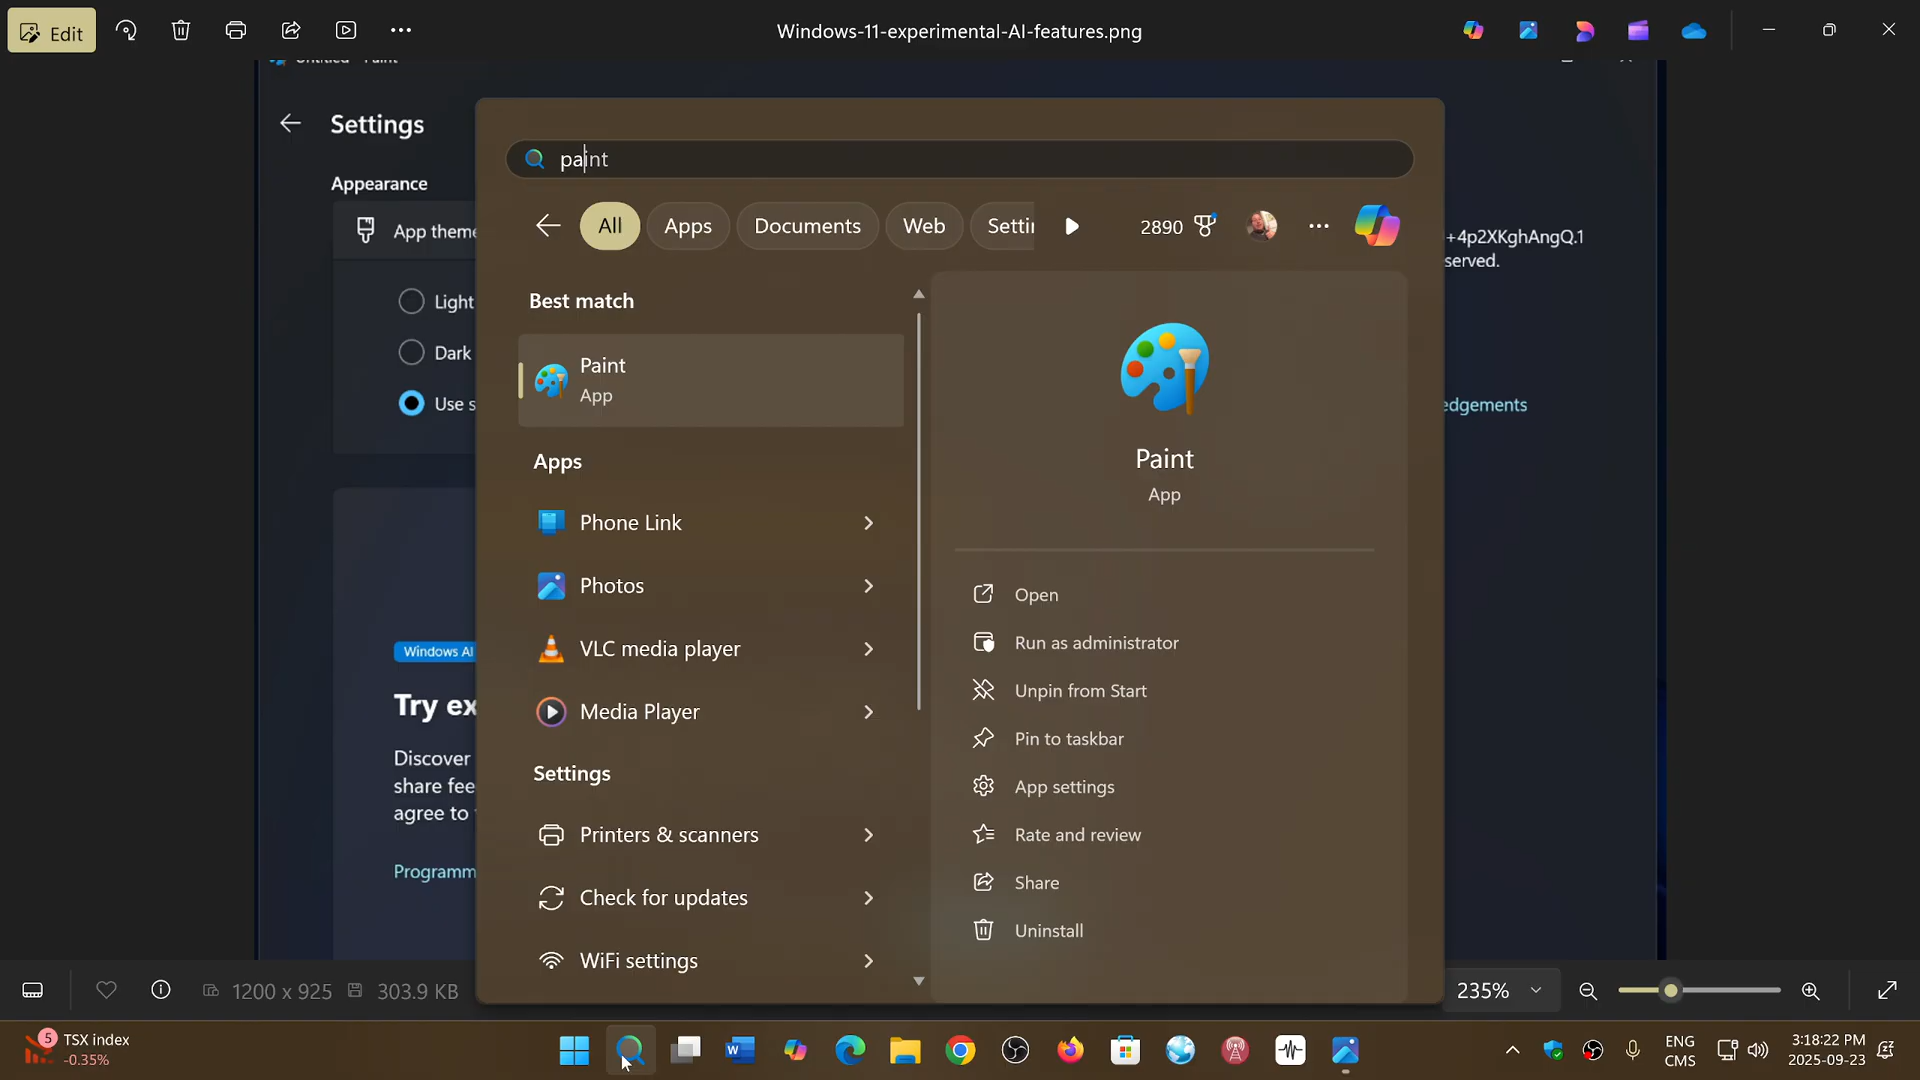 Edit
Windows-11-experimental-AI-features.png
Settings
Appearance
App theme
Light
Dark
Use s
Windows AI
Try ex
Discover
share fee
agree to
Programm
+4p2XKghAngQ.1
served.
edgements
paint
All
Apps
Documents
Web
Settin
2890
Best match
Paint
App
Apps
Phone Link
Photos
VLC media player
Media Player
Settings
Printers & scanners
Check for updates
WiFi settings
Paint
App
Open
Run as administrator
Unpin from Start
Pin to taskbar
App settings
Rate and review
Share
Uninstall
1200 x 925
303.9 KB
235%
5
TSX index
-0.35%
ENG
CMS
3:18:22 PM
2025-09-23